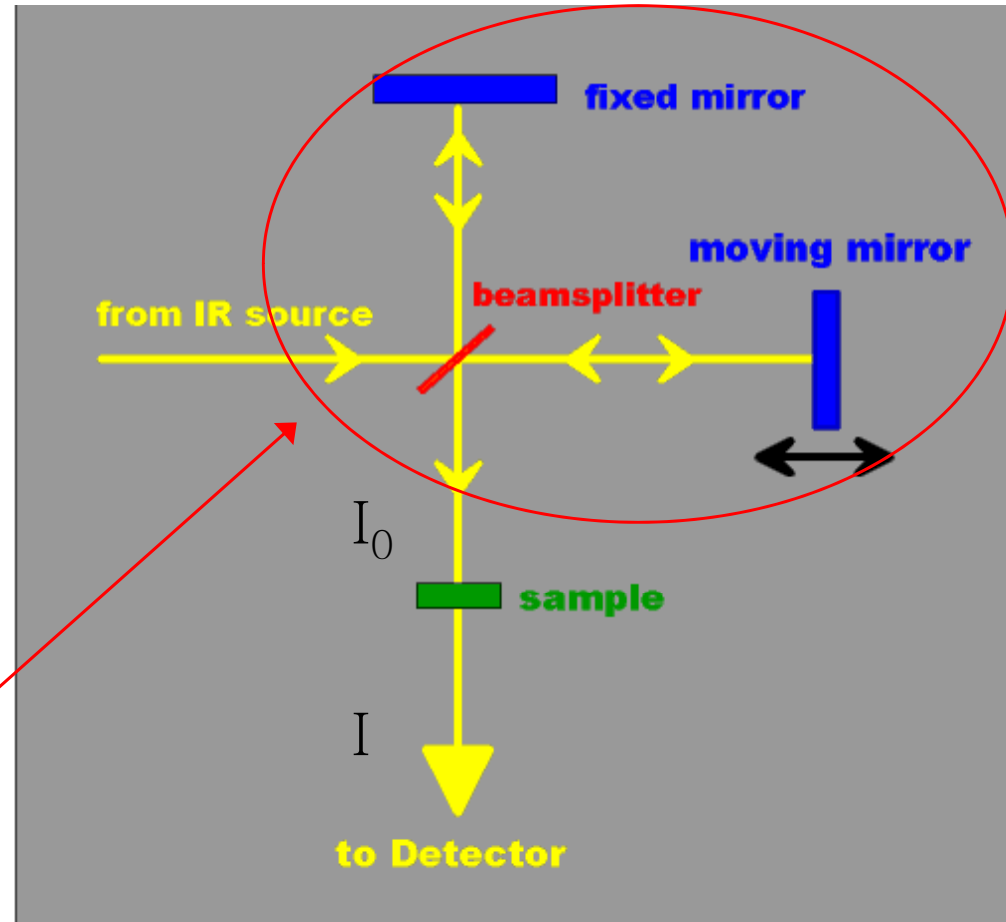 fixed mirror
moving mirror
beamsplitter
from IR source
I₀
sample
I
to Detector